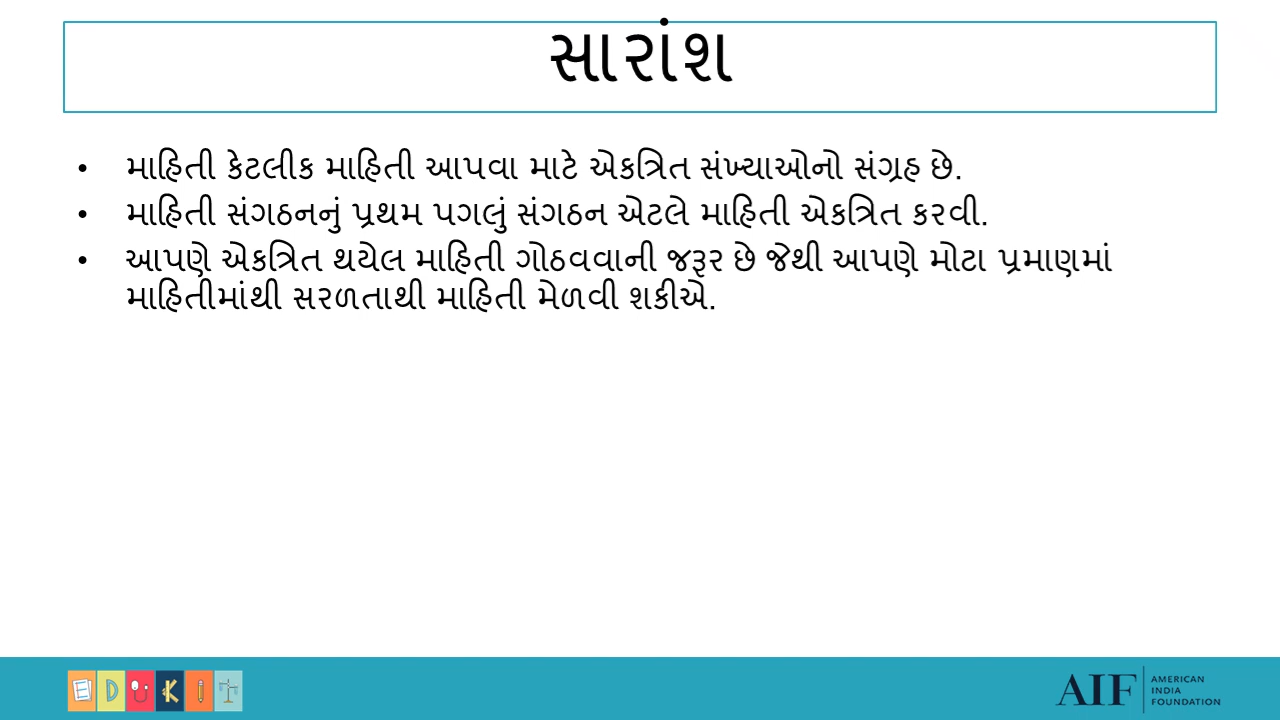 સારાંશ
• માહિતી કેટલીક માહિતી આપવા માટે એકત્રિત સંખ્યાઓનો સંગ્રહ છે.
• માહિતી સંગઠનનું પ્રથમ પગલું સંગઠન એટલે માહિતી એકત્રિત કરવી.
• આપણે એકત્રિત થયેલ માહિતી ગોઠવવાની જરૂર છે જેથી આપણે મોટા પ્રમાણમાં
માહિતીમાંથી સરળતાથી માહિતી મેળવી શકીએ.
EDUKIT
AIF AMERICAN
INDIA
FOUNDATION